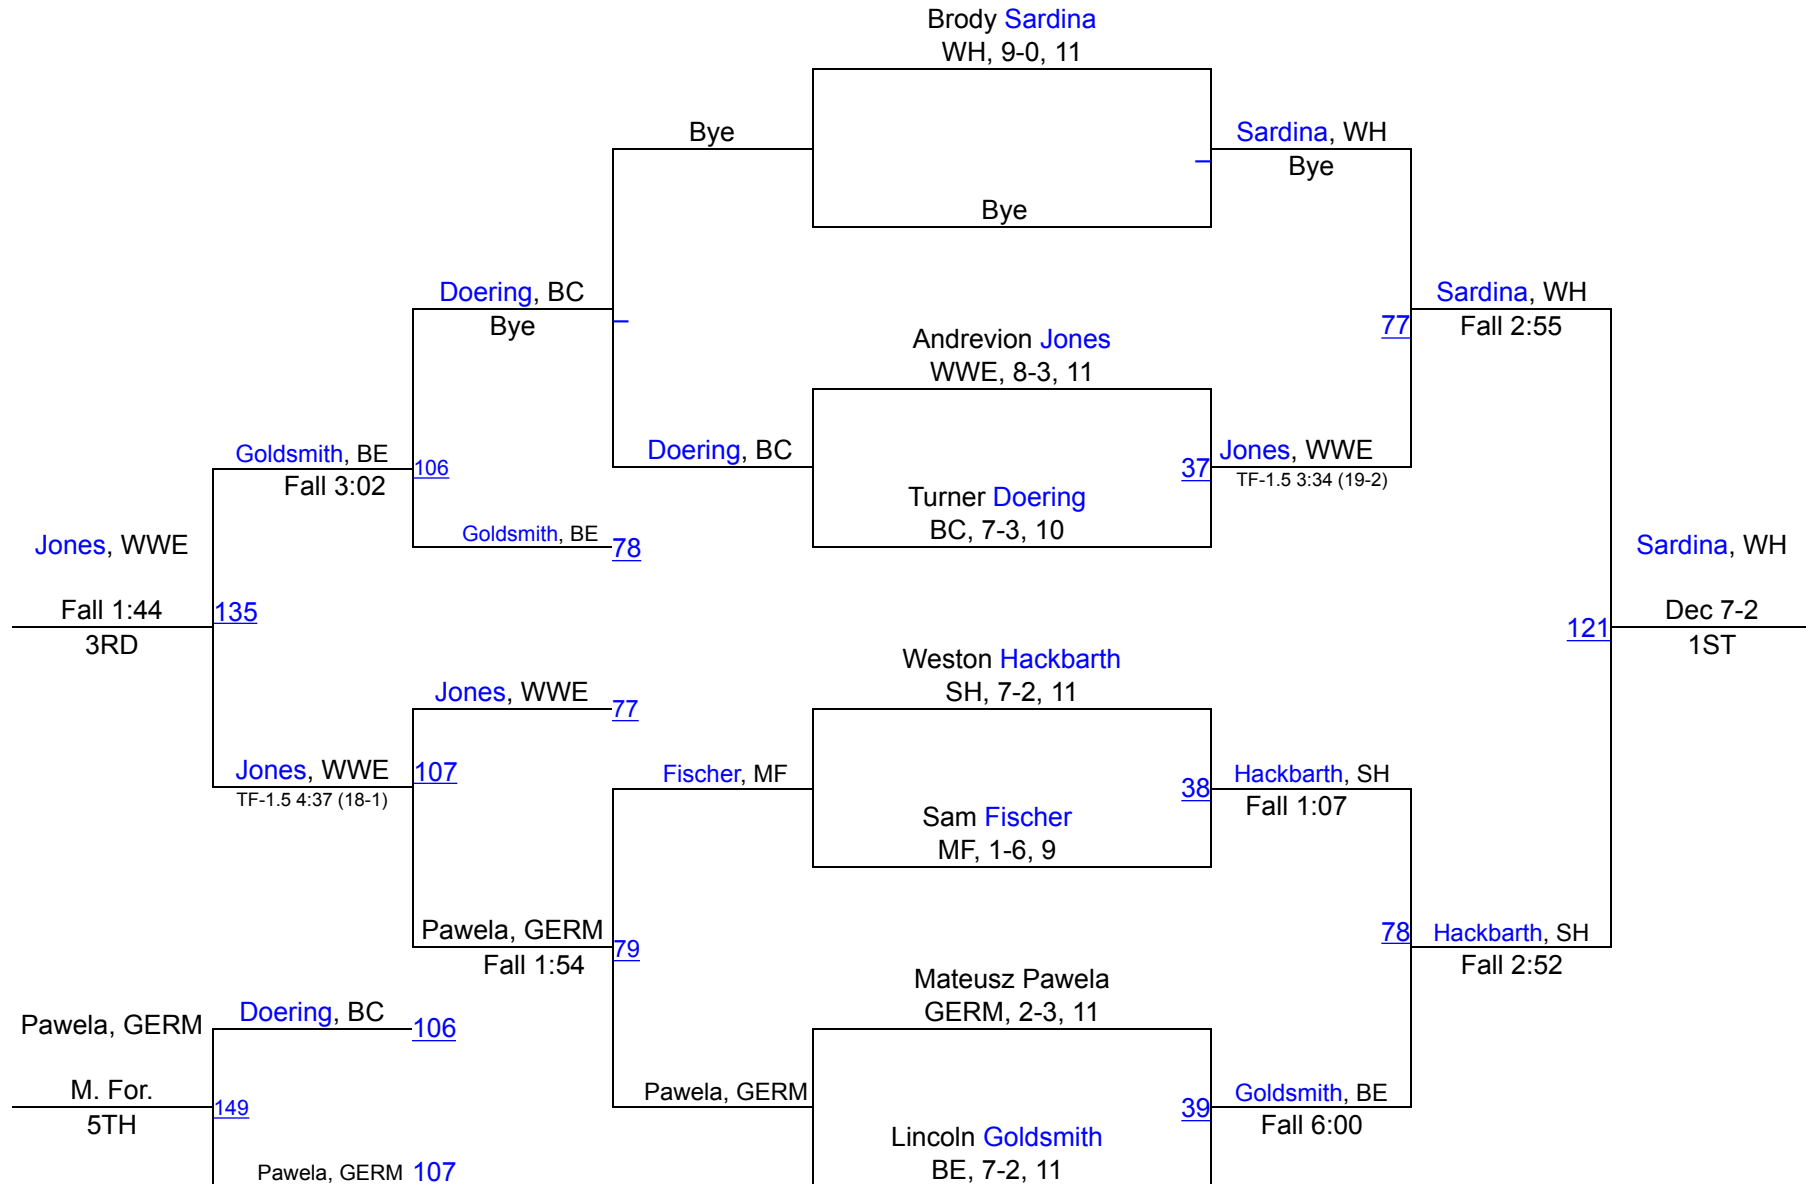 Brody Sardina
WH, 9-0, 11
Bye
Sardina, WH
Bye
Bye
Doering, BC
Bye
Sardina, WH
Fall 2:55
77
Andrevion Jones
WWE, 8-3, 11
Goldsmith, BE
Fall 3:02
106
Doering, BC
37
Jones, WWE
TF-1.5 3:34 (19-2)
Turner Doering
BC, 7-3, 10
Goldsmith, BE
78
Jones, WWE
Fall 1:44
3RD
135
Sardina, WH
Dec 7-2
1ST
121
Weston Hackbarth
SH, 7-2, 11
Jones, WWE
77
Jones, WWE
TF-1.5 4:37 (18-1)
107
Fischer, MF
38
Hackbarth, SH
Fall 1:07
Sam Fischer
MF, 1-6, 9
Pawela, GERM
Fall 1:54
79
78
Hackbarth, SH
Fall 2:52
Mateusz Pawela
GERM, 2-3, 11
Pawela, GERM
M. For.
5TH
Doering, BC
106
149
Pawela, GERM
39
Goldsmith, BE
Fall 6:00
Lincoln Goldsmith
BE, 7-2, 11
Pawela, GERM
107